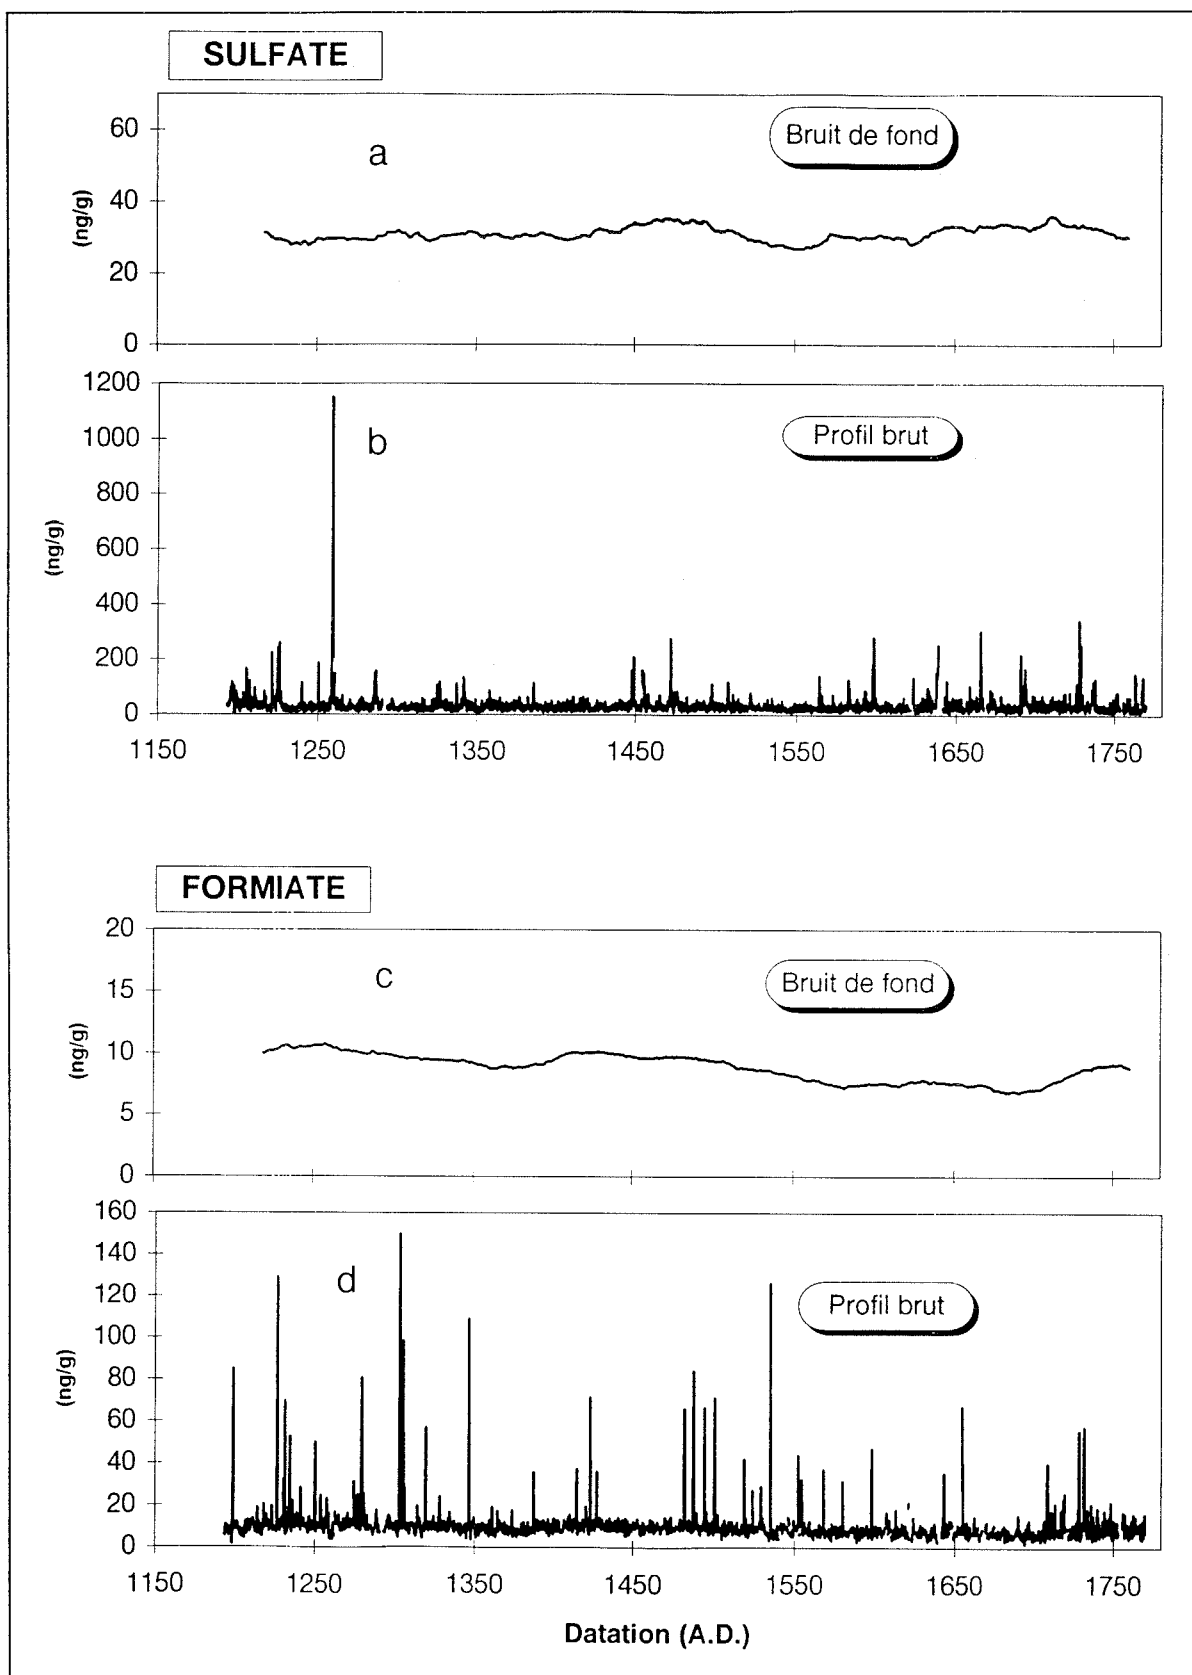 SULFATE
60
40
20
0
(ng/g)
a
Bruit de fond
1200
1000
800
600
400
200
0
(ng/g)
b
Profil brut
1150 1250 1350 1450 1550 1650 1750
FORMIATE
20
15
10
5
0
(ng/g)
c
Bruit de fond
160
140
120
100
80
60
40
20
0
(ng/g)
d
Profil brut
1150 1250 1350 1450 1550 1650 1750
Datation (A.D.)